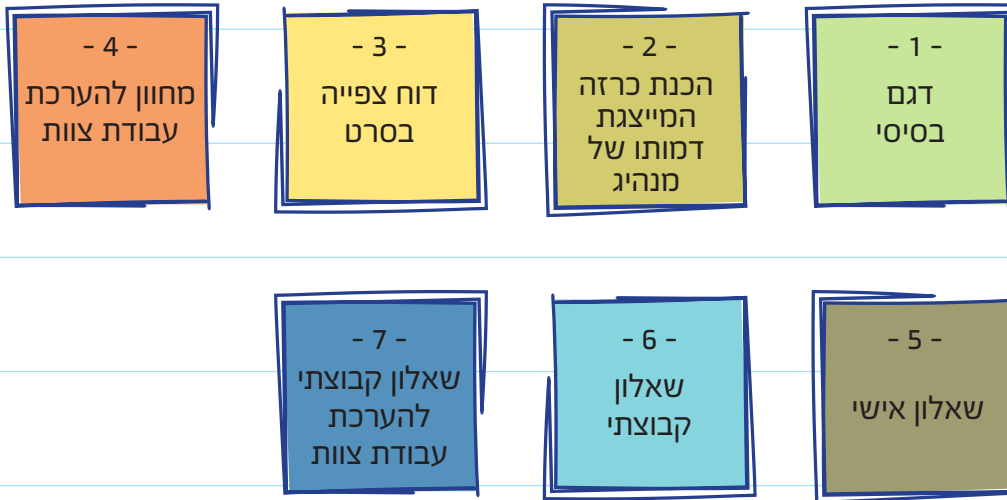 - 1 -
דגם
בסיסי
- 2 -
הכנת כרזה
המייצגת
דמותו של
מנהיג
- 3 -
דוח צפייה
בסרט
- 4 -
מחוון להערכת
עבודת צוות
- 5 -
שאלון אישי
- 6 -
שאלון
קבוצתי
- 7 -
שאלון קבוצתי
להערכת
עבודת צוות